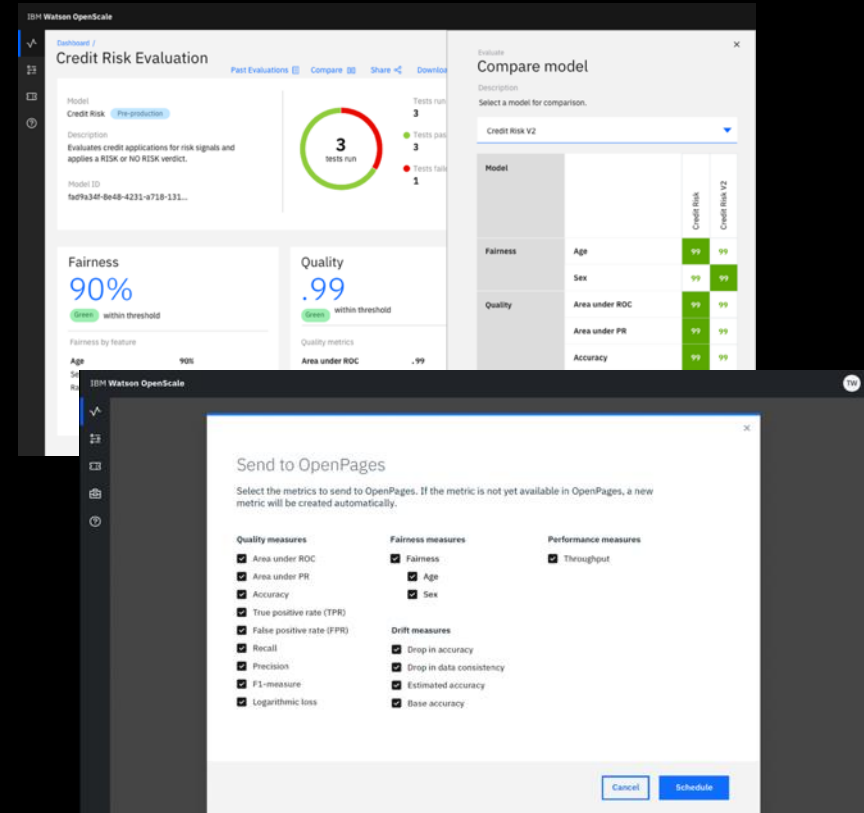 IBM Watson OpenScale
Dashboard /
Credit Risk Evaluation
Past Evaluations
Compare
Share
Model
Credit Risk
Pre-production
Description
Evaluates credit applications for risk signals and
applies a RISK or NO RISK verdict.
Model ID
fad9a34f-8e48-4231-a718-131...
3
tests run
Tests run
3
Tests
3
Tests
1
Fairness
90%
Green within threshold
Fairness by feature
Age 90%
Quality
.99
Green within threshold
Quality metrics
Area under ROC .99
Evaluate
Compare model
Description
Select a model for comparison.
Credit Risk V2
Model
Credit Risk
Credit Risk V2
Fairness Age 99 99
Sex 99 99
Quality Area under ROC 99 99
Area under PR 99 99
Accuracy 99 99
IBM Watson OpenScale
TW
Send to OpenPages
Select the metrics to send to OpenPages. If the metric is not yet available in OpenPages, a new
metric will be created automatically.
Quality measures
Area under ROC
Area under PR
Accuracy
True positive rate (TPR)
False positive rate (FPR)
Recall
Precision
F1-measure
Logarithmic loss
Fairness measures
Fairness
Age
Sex
Drift measures
Drop in accuracy
Drop in data consistency
Estimated accuracy
Base accuracy
Performance measures
Throughput
Cancel
Schedule